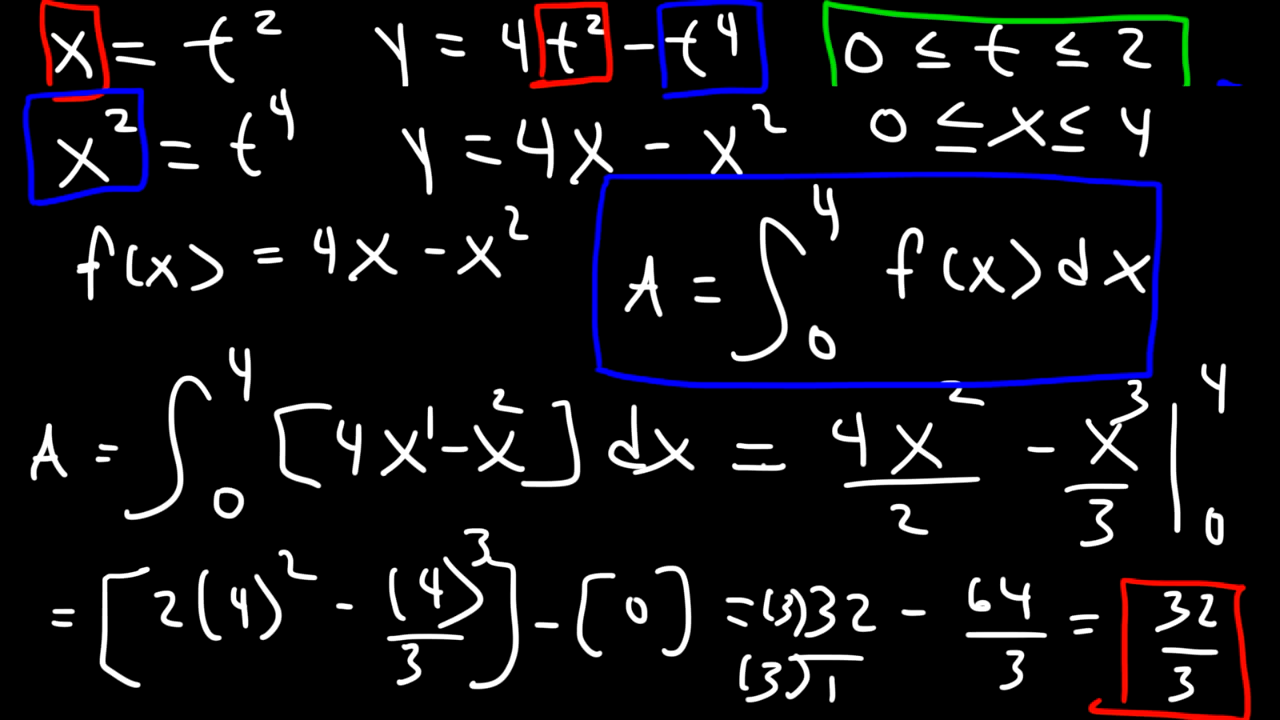 x = t² y = 4t² - t⁴ 0 ≤ t ≤ 2
x² = t⁴ y = 4x - x² 0 ≤ x ≤ 4
f(x) = 4x - x² A = ∫₀⁴ f(x) dx
A = ∫₀⁴ [4x¹ - x²] dx = 4x²/2 - x³/3 |₀⁴
= [2(4)² - (4)³/3] - [0] = (3)32/(3)1 - 64/3 = 32/3